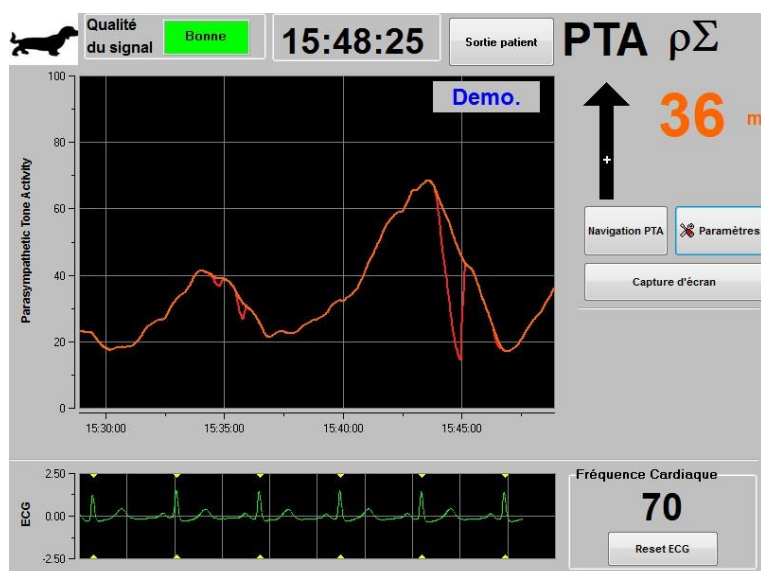 Qualité
du signal
Bonne
15:48:25
Sortie patient
PTA ρΣ
Demo.
36 m
Navigation PTA
Paramètres
Capture d'écran
Parasympathetic Tone Activity
100
80
60
40
20
0
15:30:00 15:35:00 15:40:00 15:45:00
ECG
2.50
0.00
-2.50
Fréquence Cardiaque
70
Reset ECG